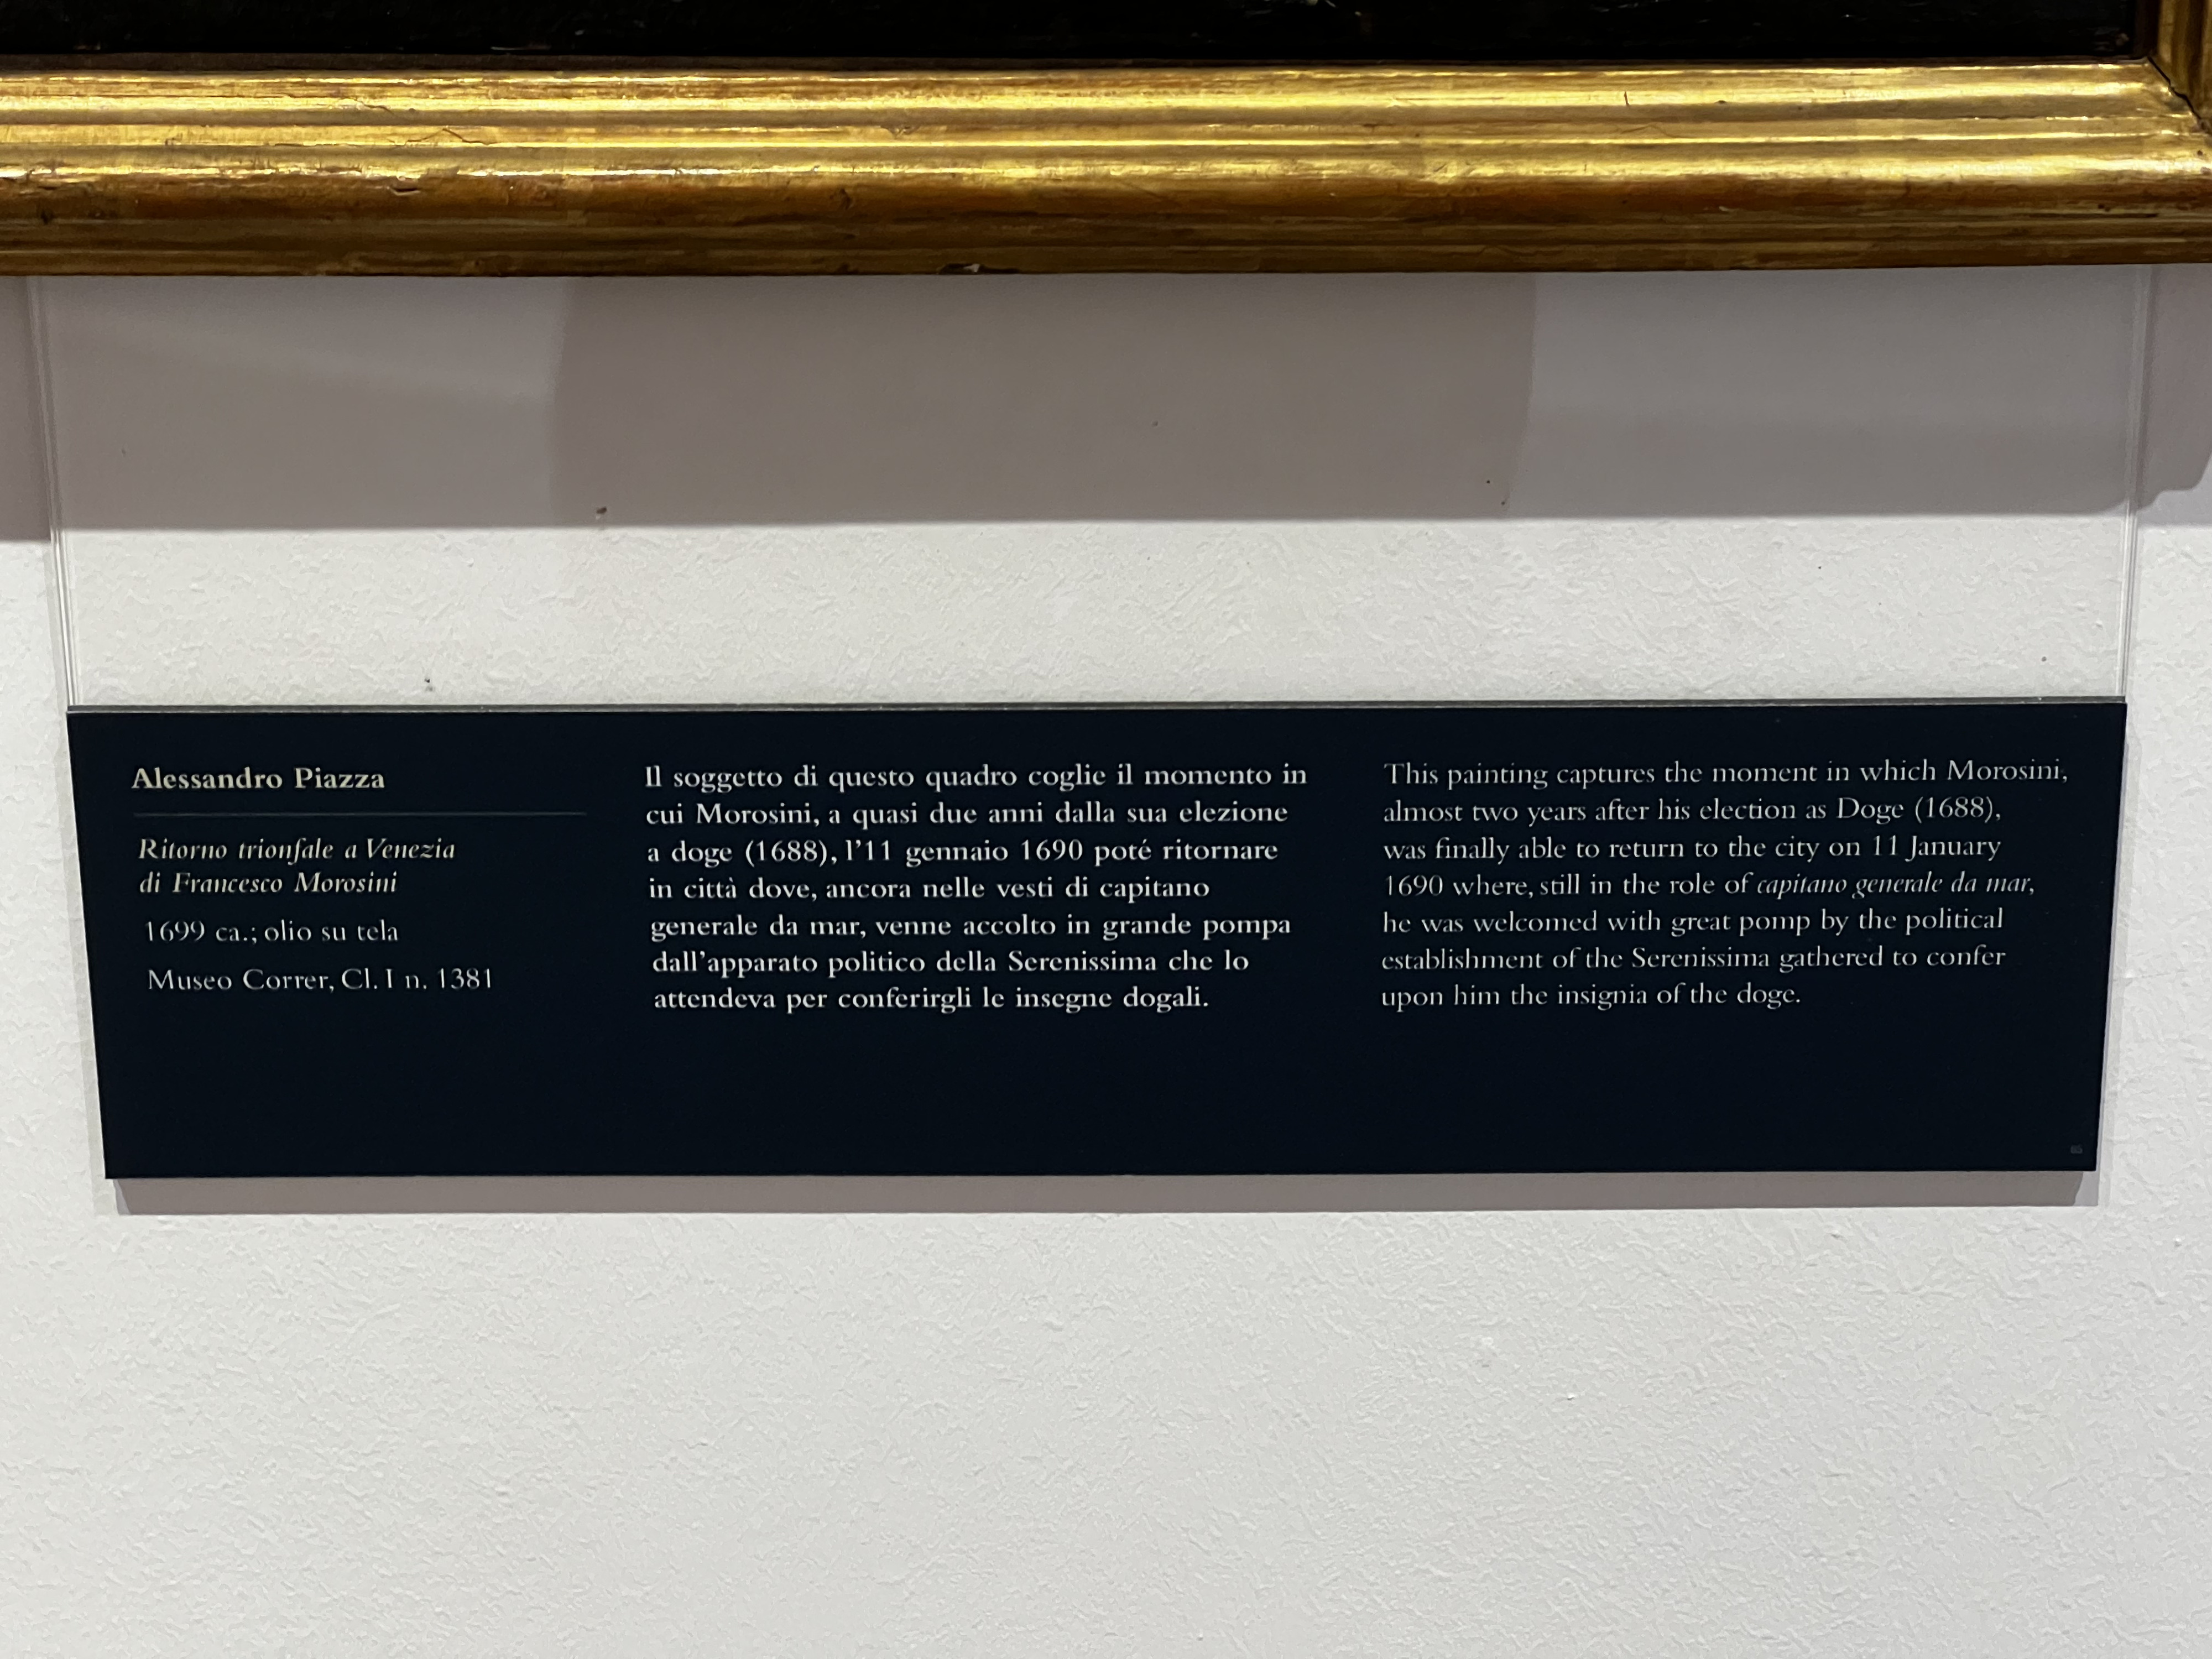 Alessandro Piazza
Ritorno trionfale a Venezia
di Francesco Morosini
1699 ca.; olio su tela
Museo Correr, Cl. I n. 1381
Il soggetto di questo quadro coglie il momento in
cui Morosini, a quasi due anni dalla sua elezione
a doge (1688), l'11 gennaio 1690 poté ritornare
in città dove, ancora nelle vesti di capitano
generale da mar, venne accolto in grande pompa
dall'apparato politico della Serenissima che lo
attendeva per conferirgli le insegne dogali.
This painting captures the moment in which Morosini,
almost two years after his election as Doge (1688),
was finally able to return to the city on 11 January
1690 where, still in the role of capitano generale da mar,
he was welcomed with great pomp by the political
establishment of the Serenissima gathered to confer
upon him the insignia of the doge.